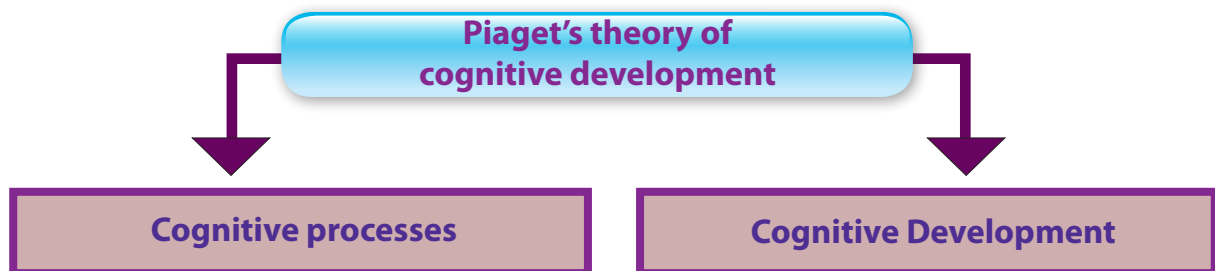 Piaget’s theory of
cognitive development
Cognitive processes
Cognitive Development